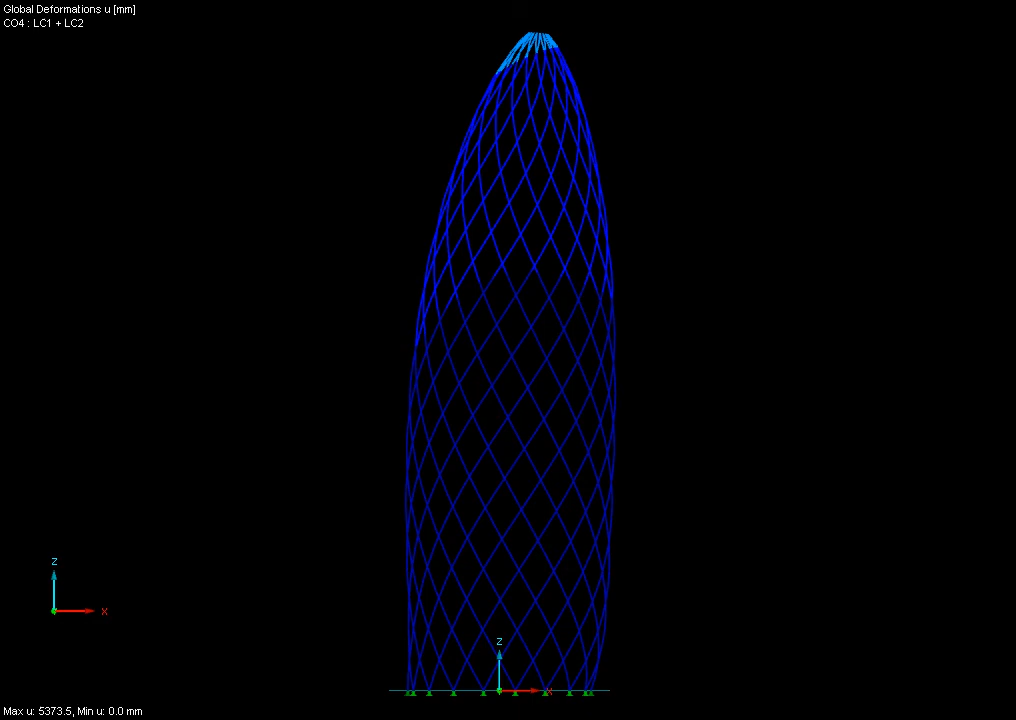 Global Deformations u [mm]
CO4 : LC1 + LC2
Z
X
Z
X
Max u: 5373.5, Min u: 0.0 mm